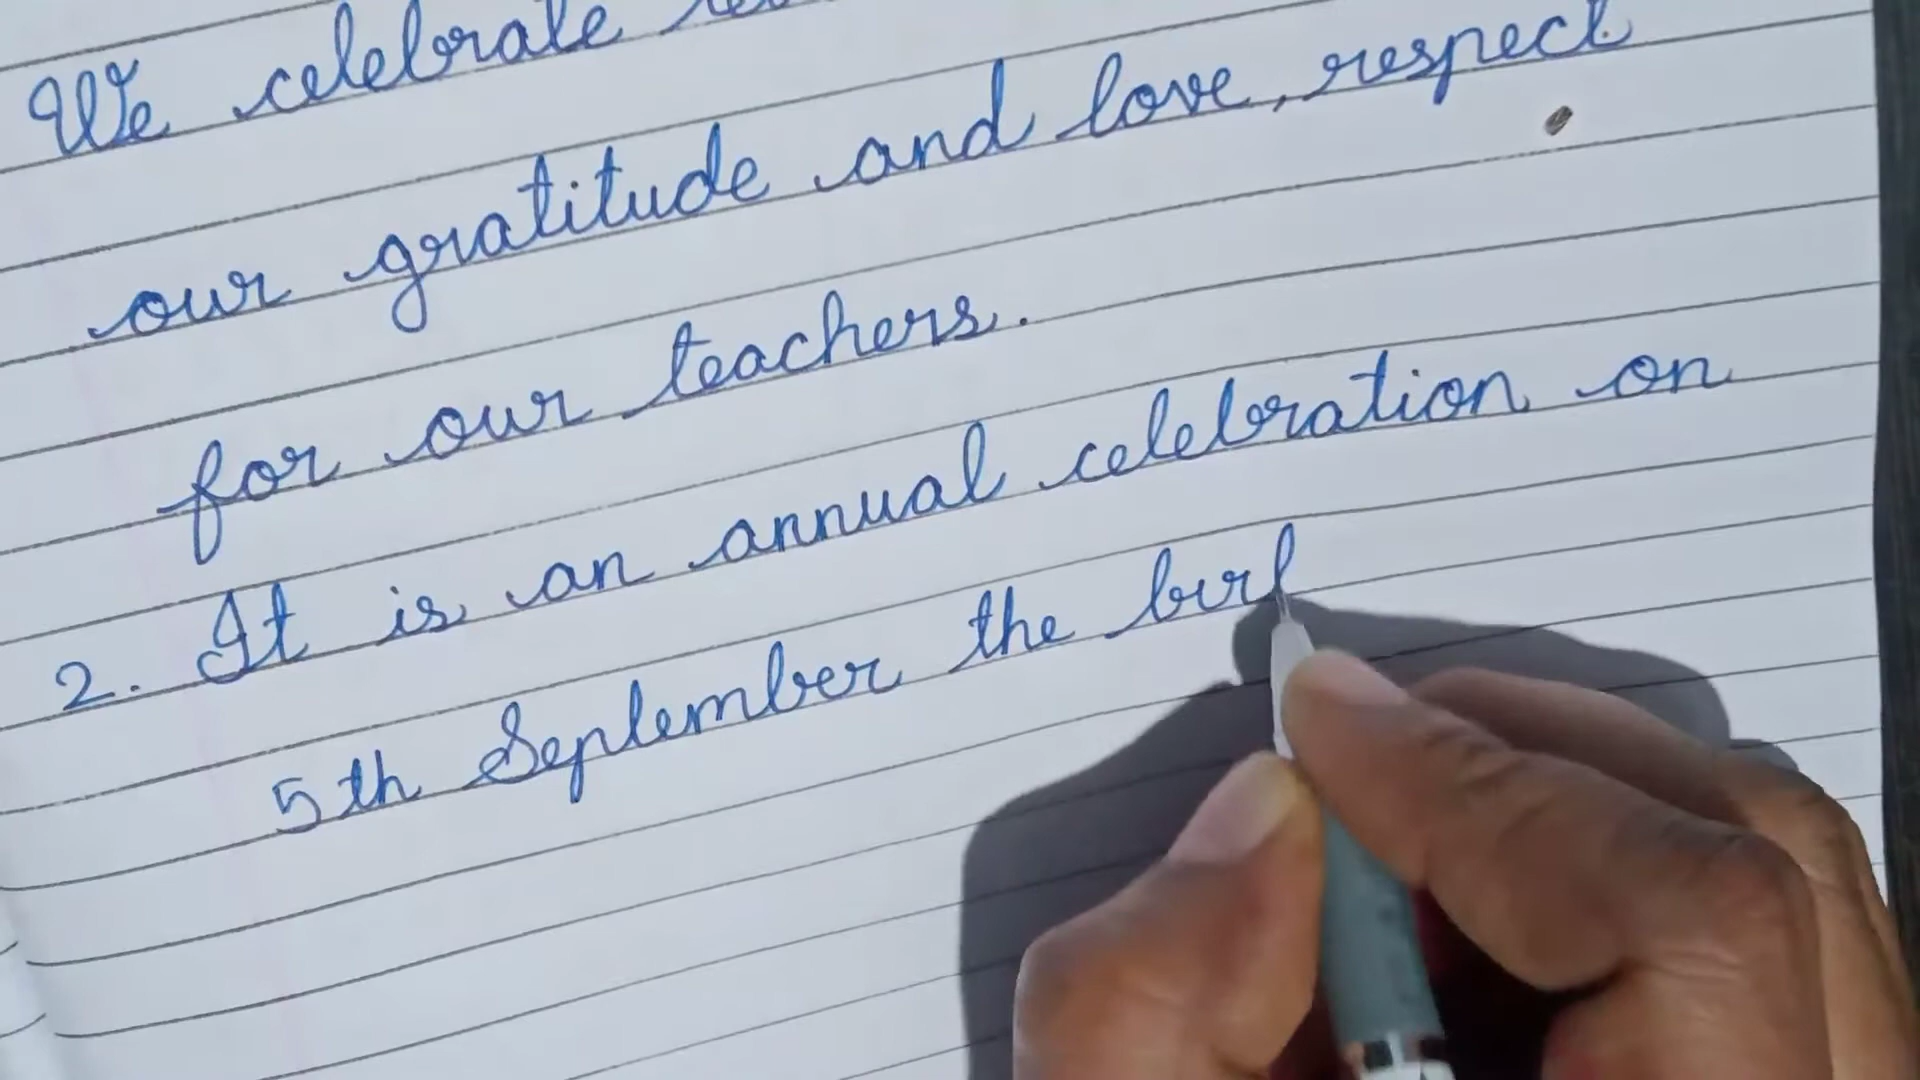 We celebrate
our gratitude and love, respect
for our teachers.
2. It is an annual celebration on
5th September the